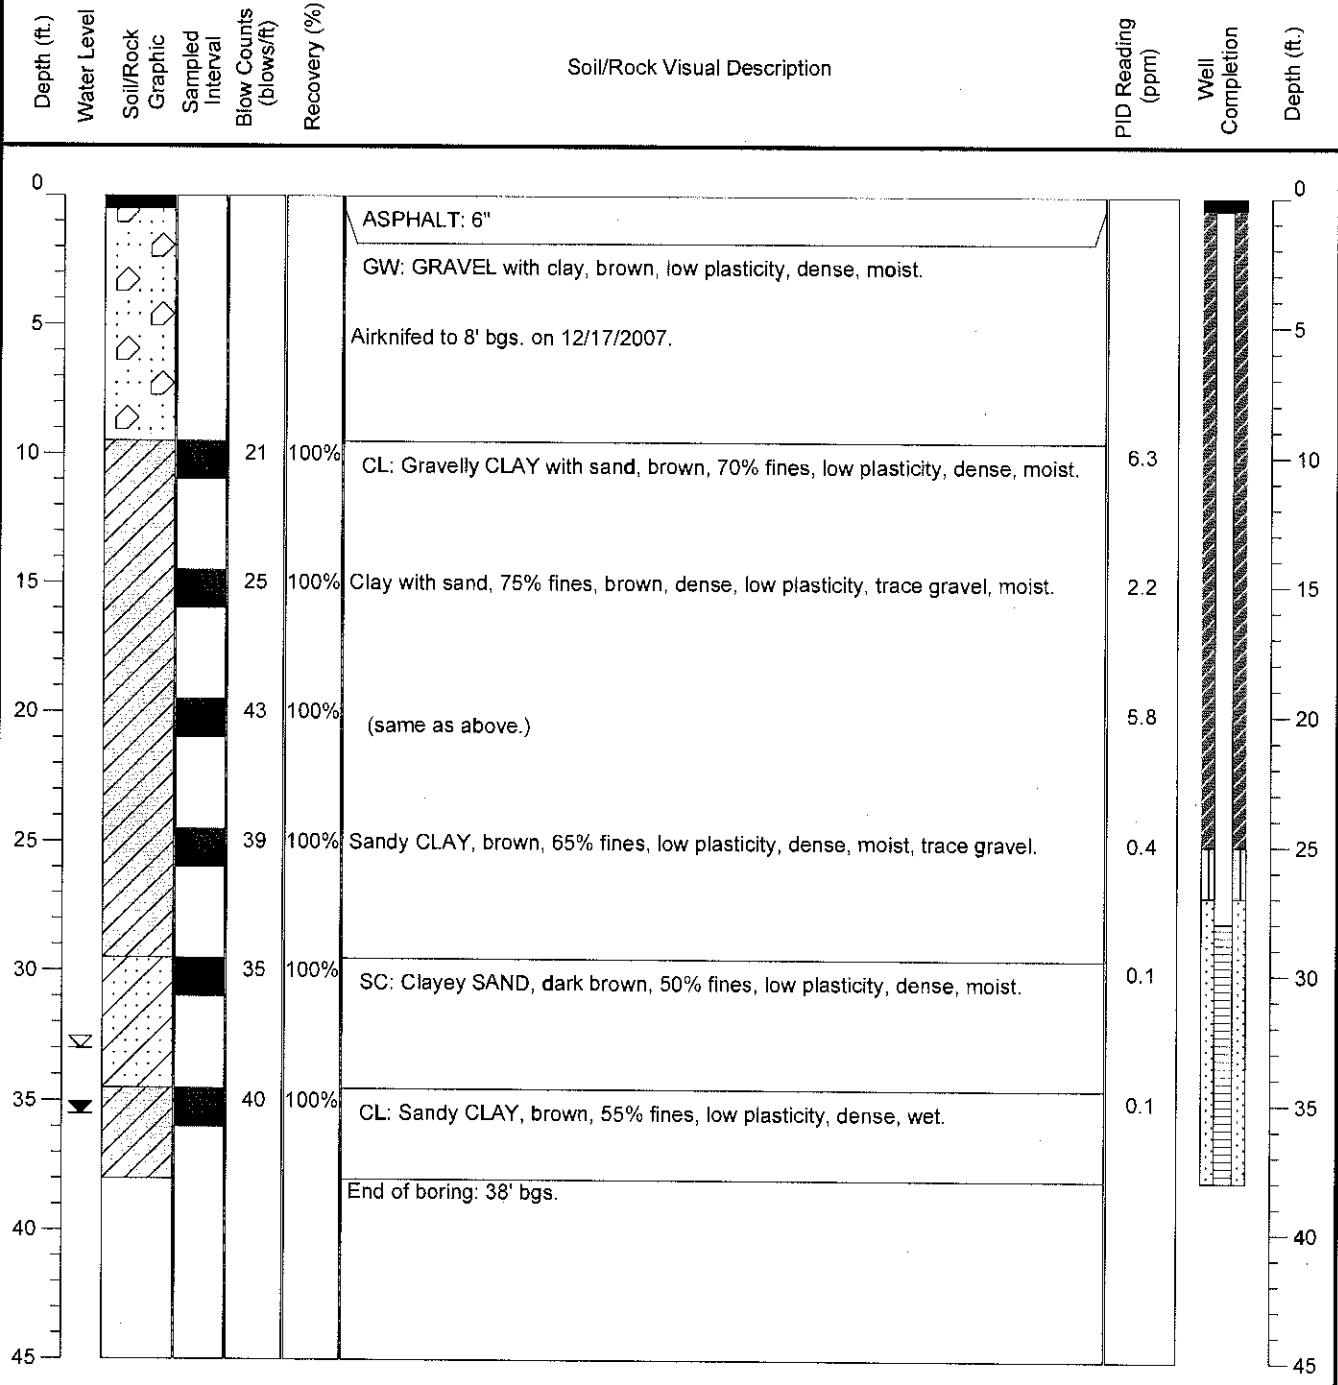 Depth (ft.)
Water Level
Soil/Rock
Graphic
Sampled
Interval
Blow Counts
(blows/ft)
Recovery (%)
Soil/Rock Visual Description
PID Reading
(ppm)
Well
Completion
Depth (ft.)
0
0
ASPHALT: 6"
GW: GRAVEL with clay, brown, low plasticity, dense, moist.
5
Airknifed to 8' bgs. on 12/17/2007.
5
10
21
100%
CL: Gravelly CLAY with sand, brown, 70% fines, low plasticity, dense, moist.
6.3
10
15
25
100%
Clay with sand, 75% fines, brown, dense, low plasticity, trace gravel, moist.
2.2
15
20
43
100%
(same as above.)
5.8
20
25
39
100%
Sandy CLAY, brown, 65% fines, low plasticity, dense, moist, trace gravel.
0.4
25
30
35
100%
SC: Clayey SAND, dark brown, 50% fines, low plasticity, dense, moist.
0.1
30
35
40
100%
CL: Sandy CLAY, brown, 55% fines, low plasticity, dense, wet.
0.1
35
End of boring: 38' bgs.
40
40
45
45